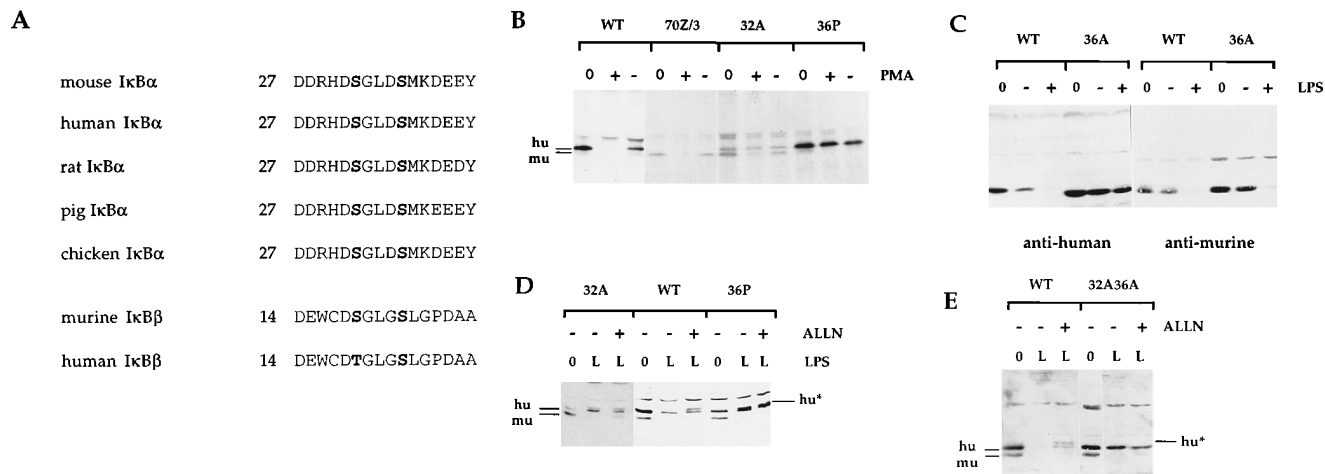 A
mouse IκBα 27 DDRHDSGLDSMKDEEY
human IκBα 27 DDRHDSGLDSMKDEEY
rat IκBα 27 DDRHDSGLDSMKDEDY
pig IκBα 27 DDRHDSGLDSMKEEEY
chicken IκBα 27 DDRHDSGLDSMKDEEY
murine IκBβ 14 DEWCDSGLGSLGPDAA
human IκBβ 14 DEWCDTGLGSLGPDAA
B
WT 70Z/3 32A 36P
0 + - 0 + - 0 + - 0 + - PMA
hu
mu
C
WT 36A WT 36A
0 - + 0 - + 0 - + 0 - + LPS
anti-human anti-murine
D
32A WT 36P
- - + - - + - - + ALLN
0 L L 0 L L 0 L L LPS
hu
mu
hu*
E
WT 32A36A
- - + - - + ALLN
0 L L 0 L L LPS
hu
mu
hu*